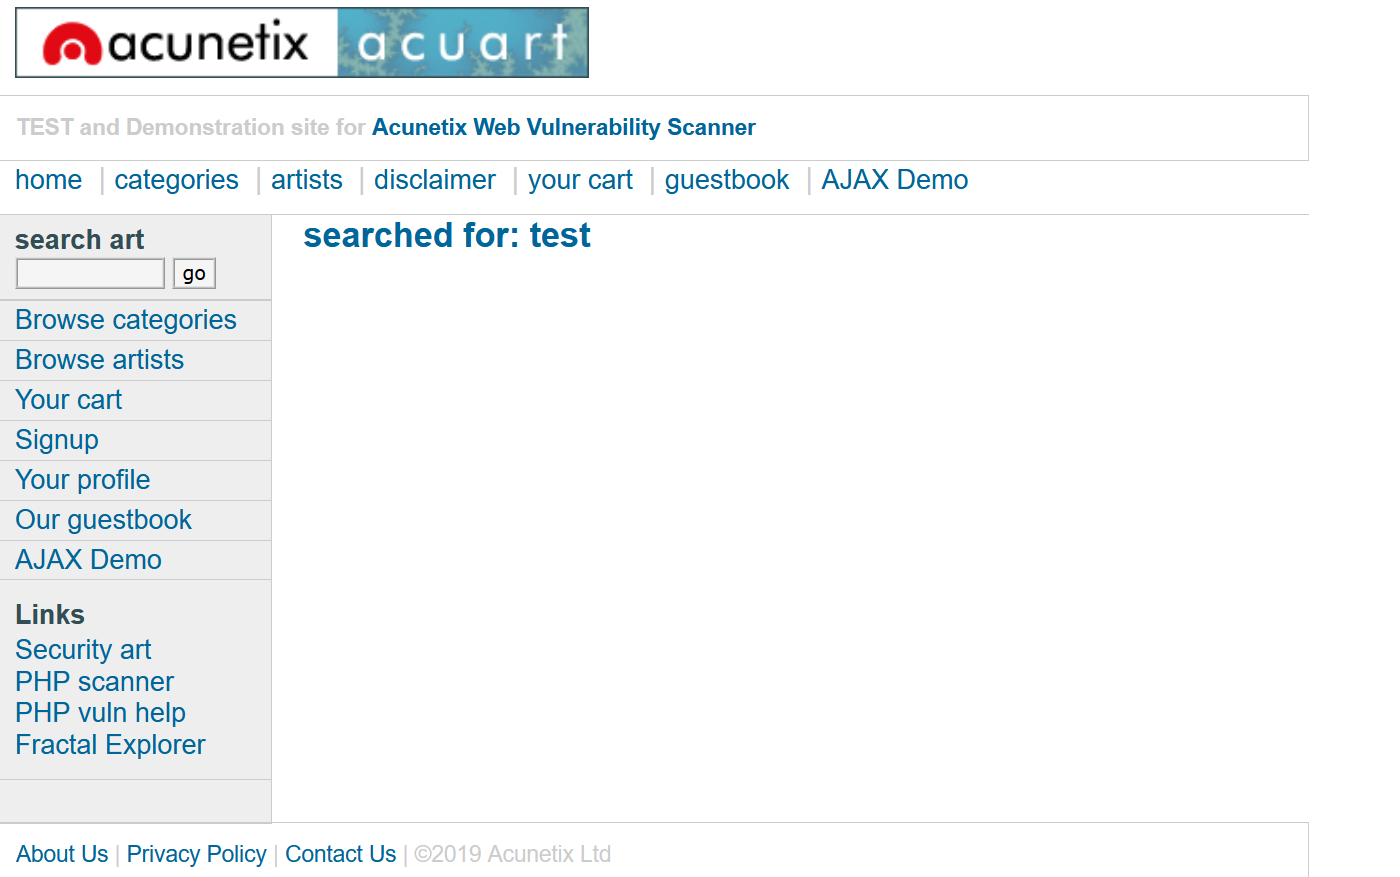 acunetix acuart
TEST and Demonstration site for Acunetix Web Vulnerability Scanner
home | categories | artists | disclaimer | your cart | guestbook | AJAX Demo
search art
go
Browse categories
Browse artists
Your cart
Signup
Your profile
Our guestbook
AJAX Demo
Links
Security art
PHP scanner
PHP vuln help
Fractal Explorer
searched for: test
About Us | Privacy Policy | Contact Us | ©2019 Acunetix Ltd